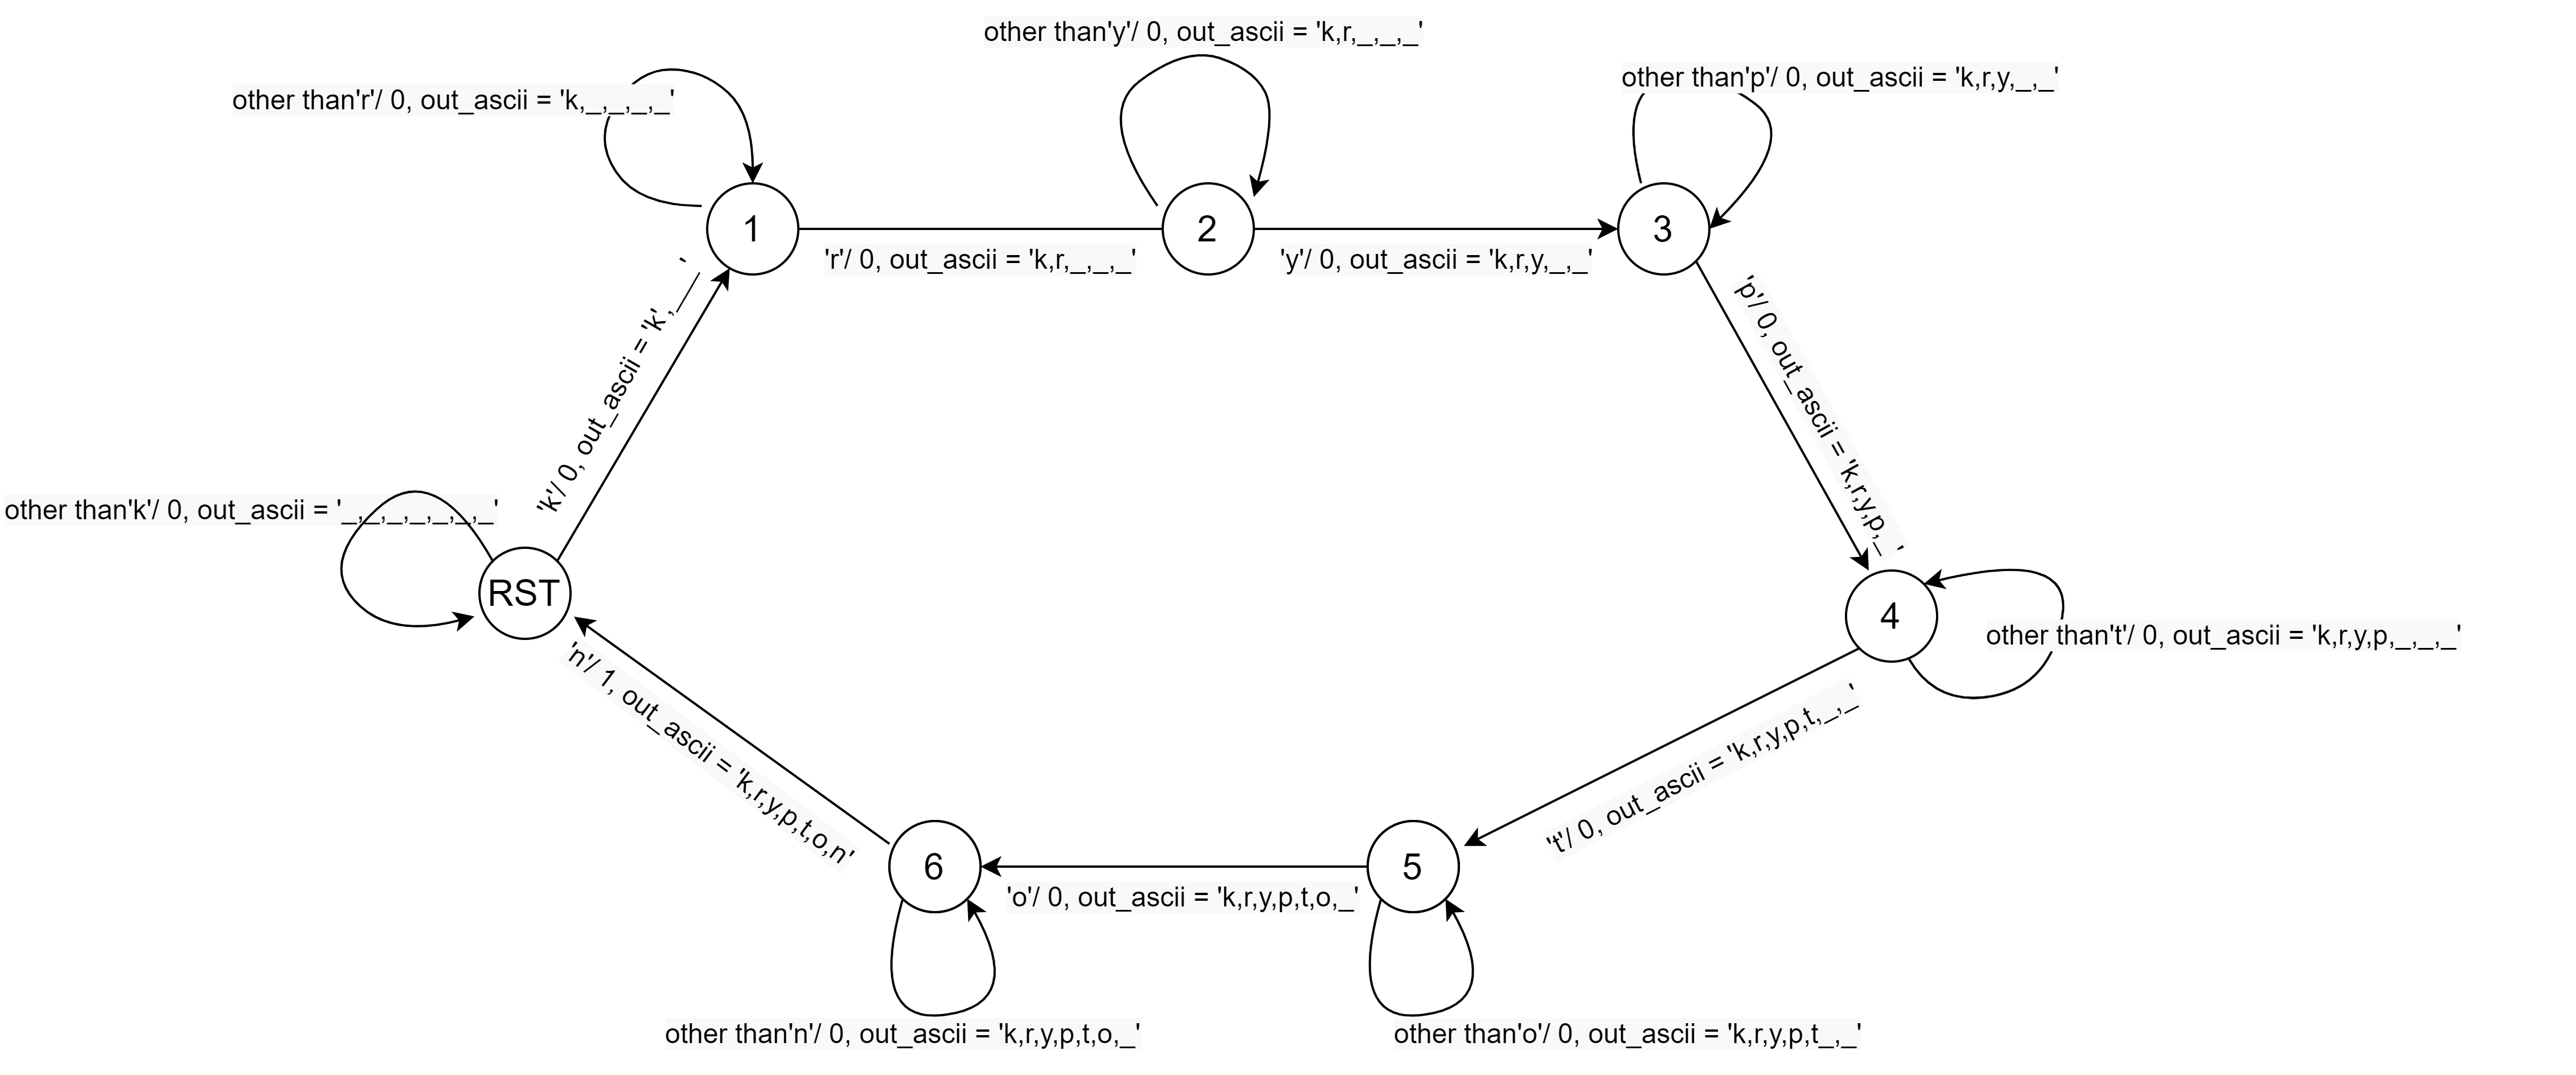 other than'y'/ 0, out_ascii = 'k,r,_,_,_'
other than'r'/ 0, out_ascii = 'k,_,_,_,_'
other than'p'/ 0, out_ascii = 'k,r,y,_,_'
1
2
3
'r'/ 0, out_ascii = 'k,r,_,_,_'
'y'/ 0, out_ascii = 'k,r,y,_,_'
'k'/ 0, out_ascii = 'k',___'
'p'/ 0, out_ascii = 'k,r,y,p,_'
other than'k'/ 0, out_ascii = '_,_,_,_,_,_,_'
RST
4
other than't'/ 0, out_ascii = 'k,r,y,p,_,_,_'
'n'/ 1, out_ascii = 'k,r,y,p,t,o,n'
't'/ 0, out_ascii = 'k,r,y,p,t,_,_'
6
5
'o'/ 0, out_ascii = 'k,r,y,p,t,o,_'
other than'n'/ 0, out_ascii = 'k,r,y,p,t,o,_'
other than'o'/ 0, out_ascii = 'k,r,y,p,t_,_'